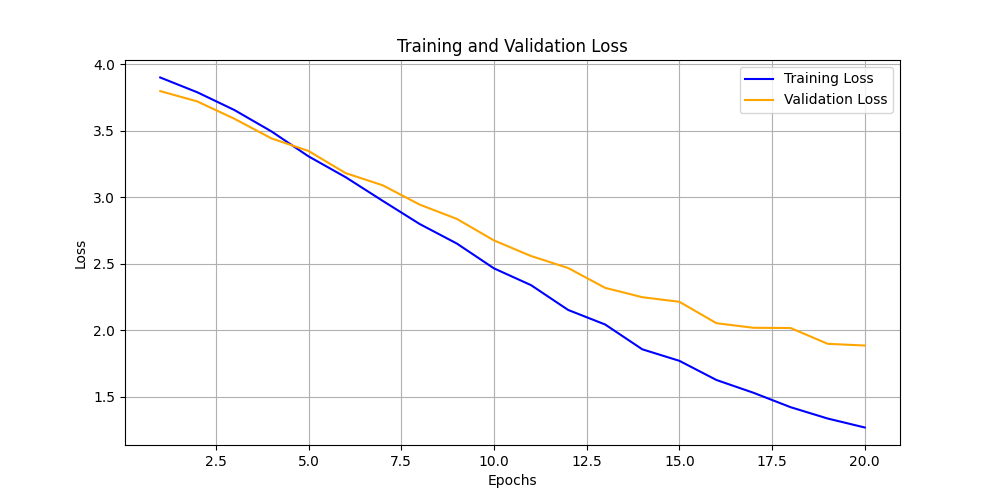 Training and Validation Loss
Training Loss
Validation Loss
4.0
3.5
3.0
2.5
2.0
1.5
Loss
2.5
5.0
7.5
10.0
12.5
15.0
17.5
20.0
Epochs